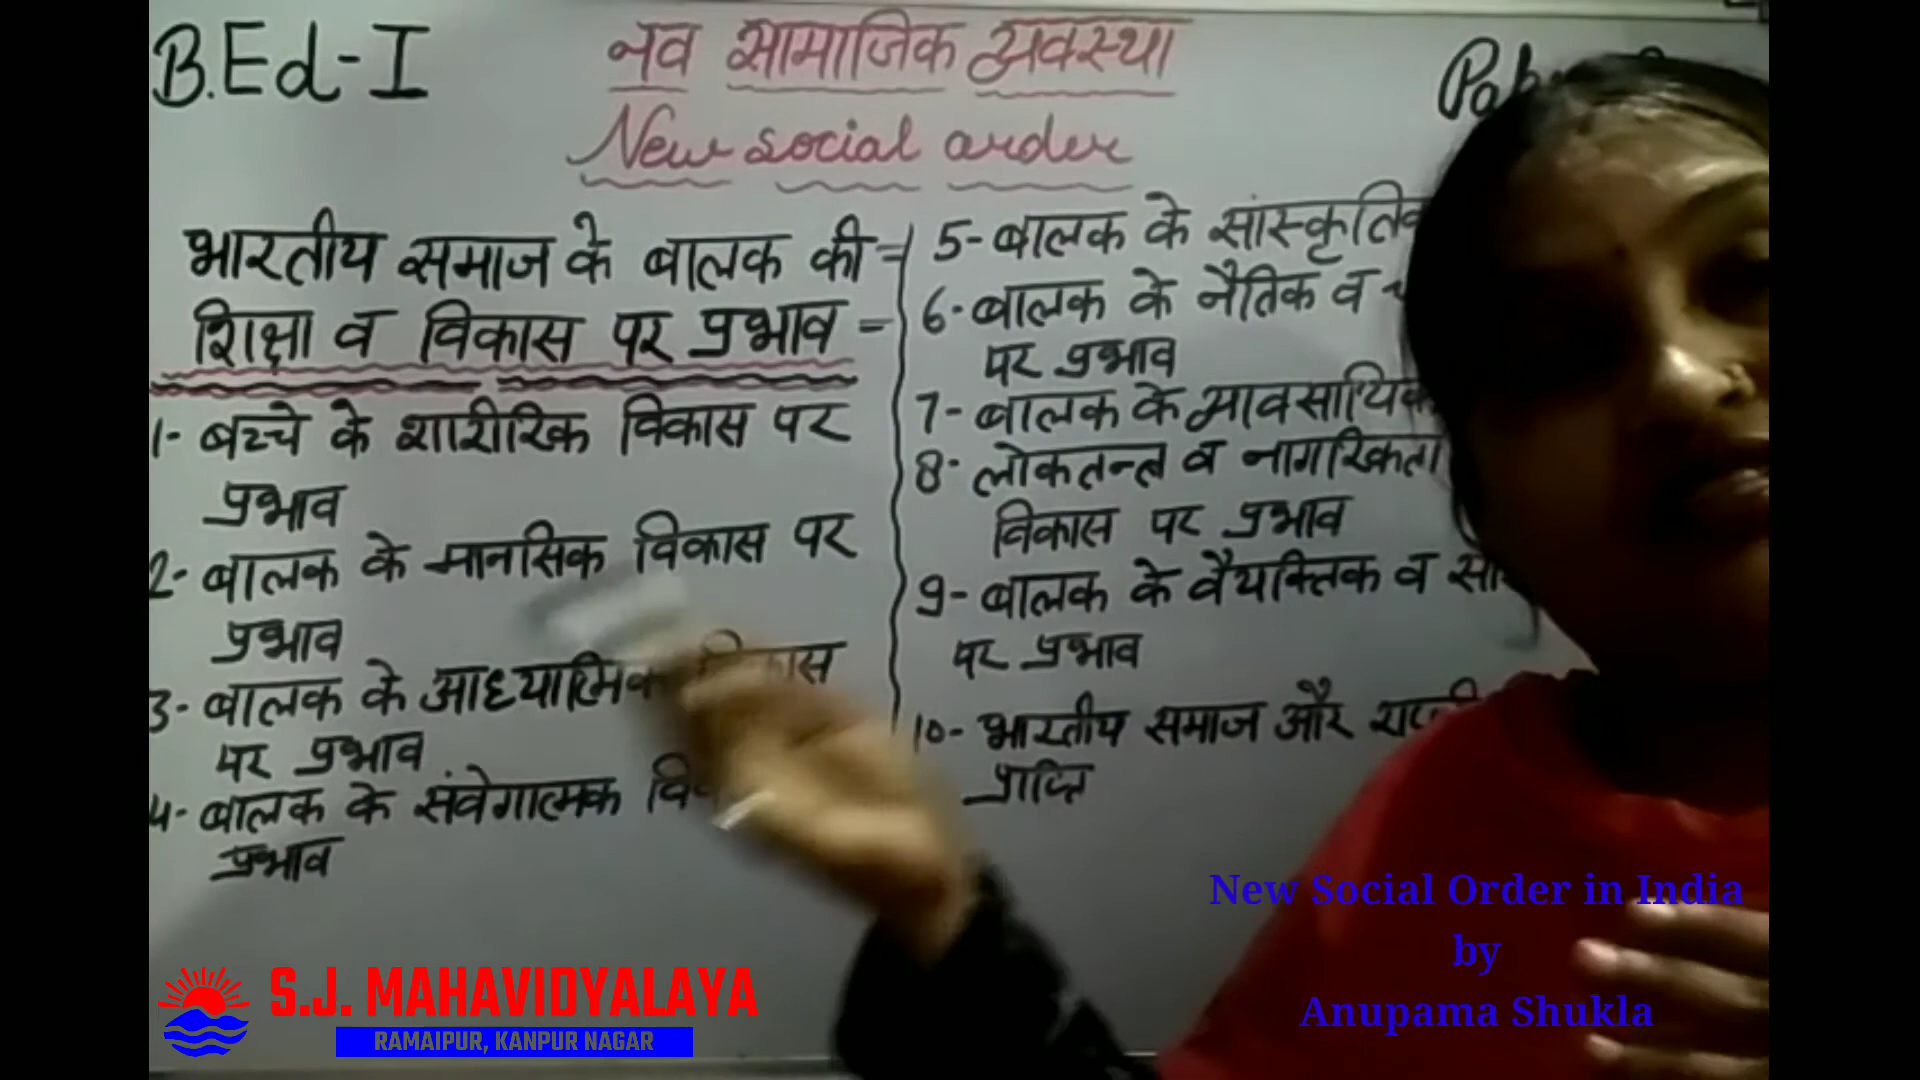 B.Ed-I
नव सामाजिक व्यवस्था
New social order
भारतीय समाज के बालक की
शिक्षा व विकास पर प्रभाव -
1- बच्चे के शारीरिक विकास पर
प्रभाव
2- बालक के मानसिक विकास पर
प्रभाव
3- बालक के आध्यात्मिक विकास
पर प्रभाव
4- बालक के संवेगात्मक
प्रभाव
5- बालक के सांस्कृतिक
6- बालक के नैतिक व
पर प्रभाव
7- बालक के व्यावसायिक
8- लोकतन्त्र व नागरिकता
विकास पर प्रभाव
9- बालक के वैयक्तिक व
पर प्रभाव
10- भारतीय समाज और
प्राप्ति
New Social Order in India
by
Anupama Shukla
S.J. MAHAVIDYALAYA
RAMAIPUR, KANPUR NAGAR